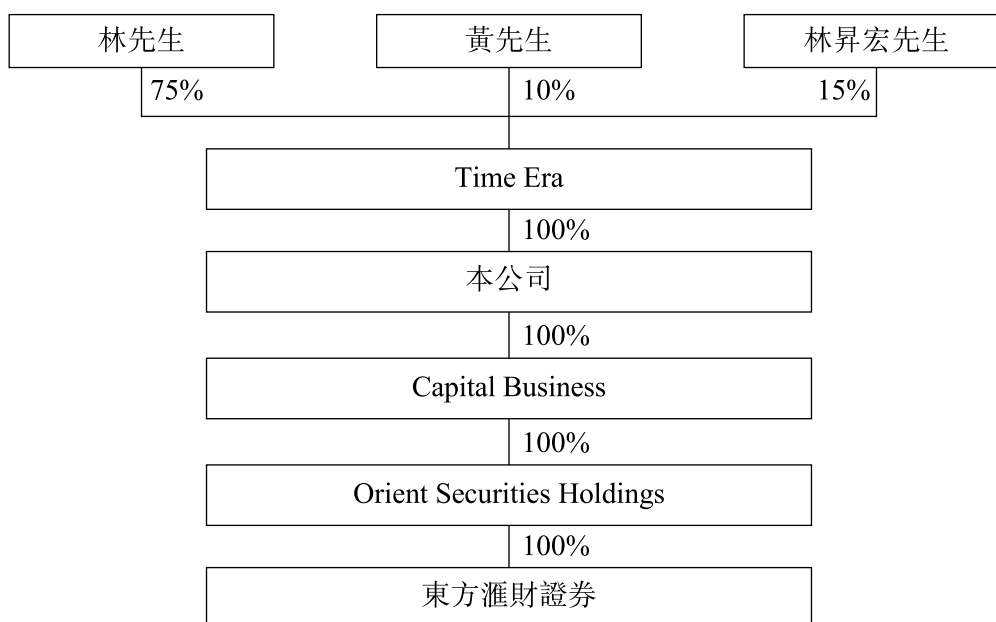 林先生
黃先生
林昇宏先生
75%
10%
15%
Time Era
100%
本公司
100%
Capital Business
100%
Orient Securities Holdings
100%
東方滙財證券